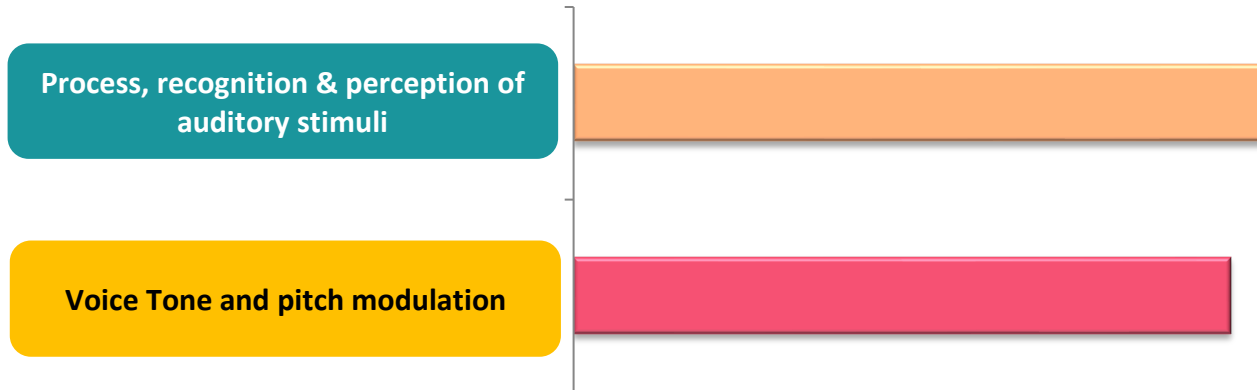 Process, recognition & perception of
auditory stimuli
Voice Tone and pitch modulation